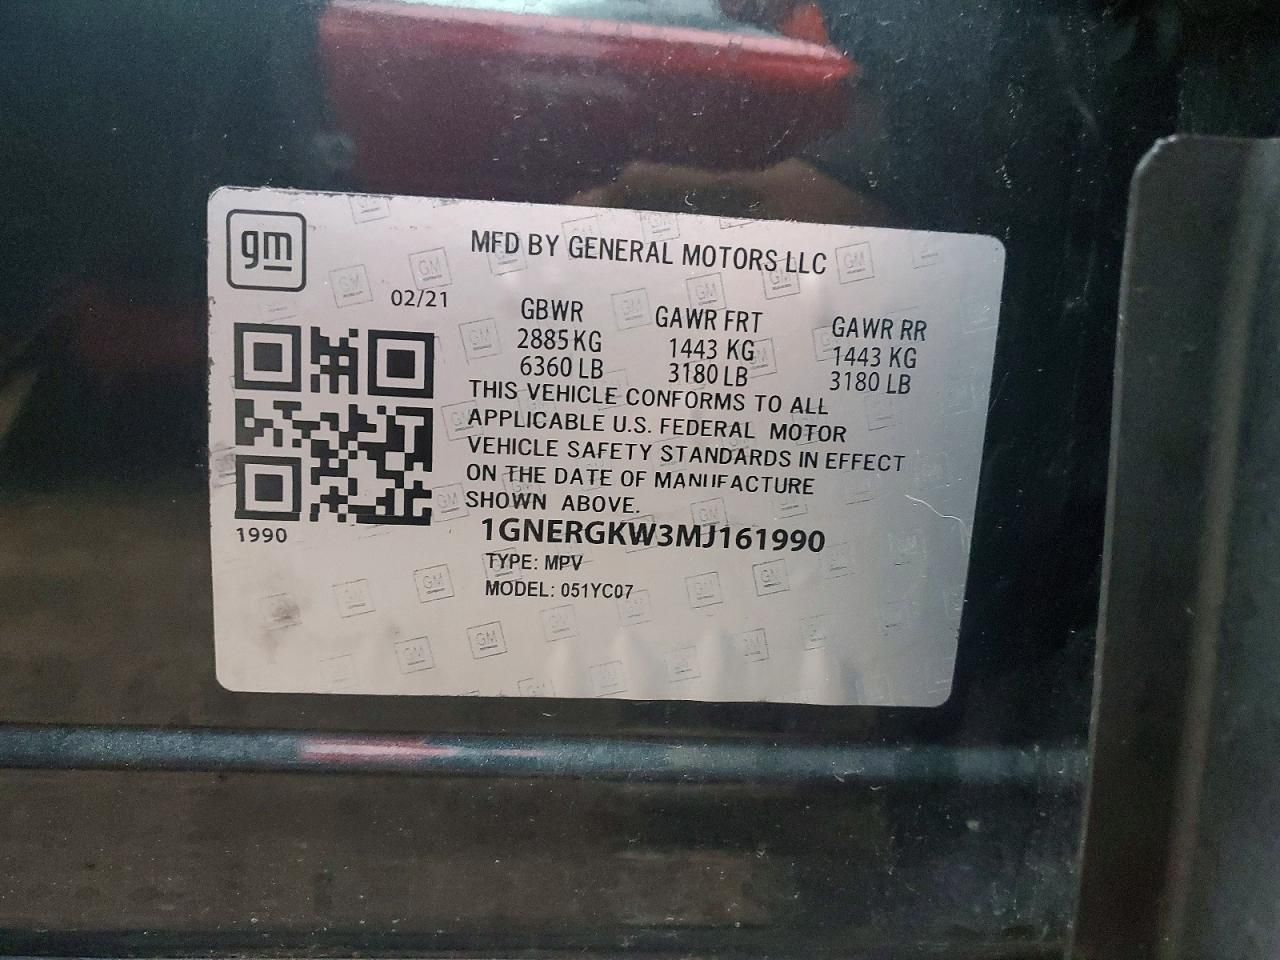 gm
MFD BY GENERAL MOTORS LLC
02/21
GBWR GAWR FRT GAWR RR
2885 KG 1443 KG 1443 KG
6360 LB 3180 LB 3180 LB
THIS VEHICLE CONFORMS TO ALL
APPLICABLE U.S. FEDERAL MOTOR
VEHICLE SAFETY STANDARDS IN EFFECT
ON THE DATE OF MANUFACTURE
SHOWN ABOVE.
1990
1GNERGKW3MJ161990
TYPE: MPV
MODEL: 051YC07